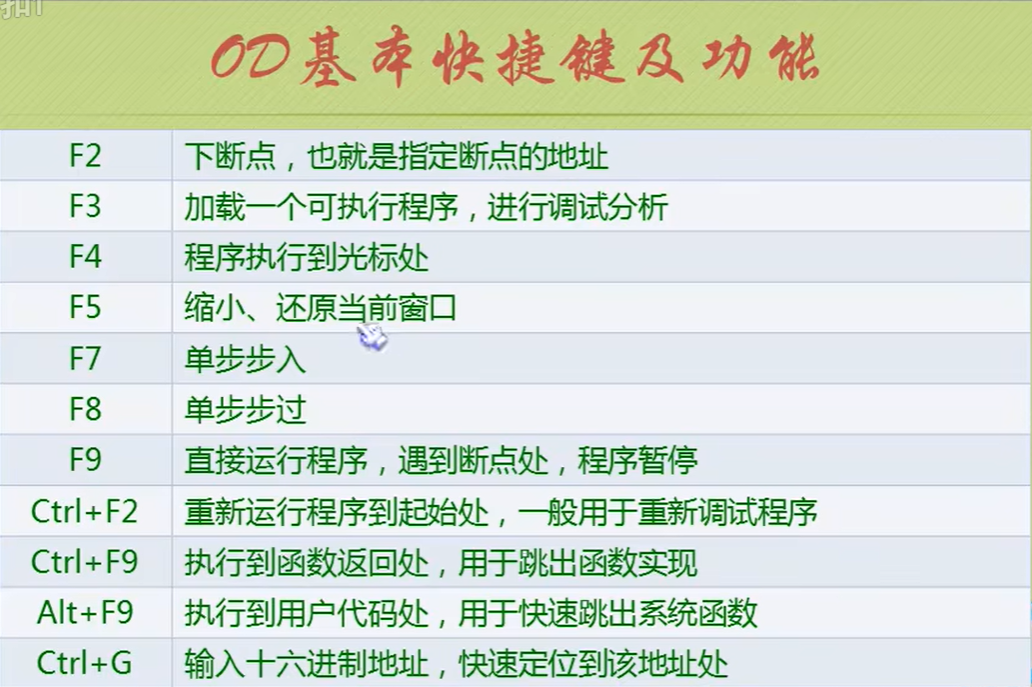 OD基本快捷键及功能
F2 下断点，也就是指定断点的地址
F3 加载一个可执行程序，进行调试分析
F4 程序执行到光标处
F5 缩小、还原当前窗口
F7 单步步入
F8 单步步过
F9 直接运行程序，遇到断点处，程序暂停
Ctrl+F2 重新运行程序到起始处，一般用于重新调试程序
Ctrl+F9 执行到函数返回处，用于跳出函数实现
Alt+F9 执行到用户代码处，用于快速跳出系统函数
Ctrl+G 输入十六进制地址，快速定位到该地址处